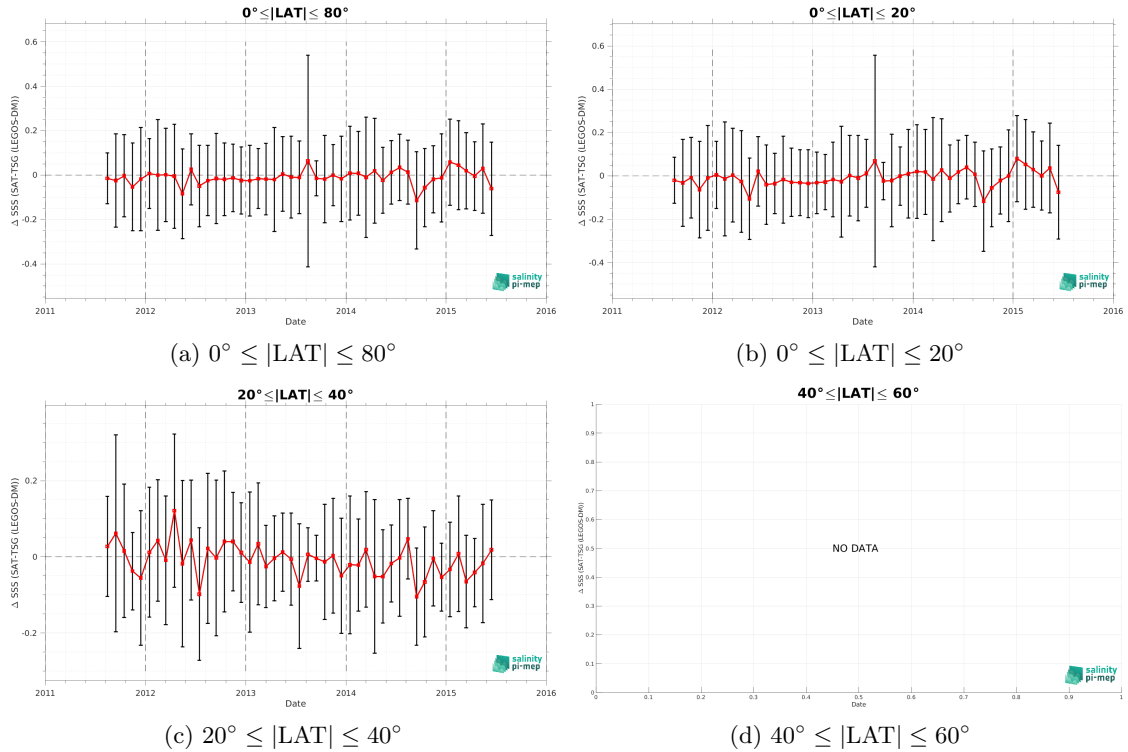 0°≤|LAT|≤ 80°
Δ SSS (SAT-TSG (LEGOS-DM))
0.6
0.4
0.2
0
-0.2
-0.4
2011 2012 2013 2014 2015 2016
Date
salinity
pi-mep
(a) 0° ≤ |LAT| ≤ 80°
0°≤|LAT|≤ 20°
Δ SSS (SAT-TSG (LEGOS-DM))
0.6
0.4
0.2
0
-0.2
-0.4
2011 2012 2013 2014 2015 2016
Date
salinity
pi-mep
(b) 0° ≤ |LAT| ≤ 20°
20°≤|LAT|≤ 40°
Δ SSS (SAT-TSG (LEGOS-DM))
0.2
0
-0.2
2011 2012 2013 2014 2015 2016
Date
salinity
pi-mep
(c) 20° ≤ |LAT| ≤ 40°
40°≤|LAT|≤ 60°
Δ SSS (SAT-TSG (LEGOS-DM))
1
0.9
0.8
0.7
0.6
0.5
0.4
0.3
0.2
0.1
0
NO DATA
0 0.1 0.2 0.3 0.4 0.5 0.6 0.7 0.8 0.9 1
Date
salinity
pi-mep
(d) 40° ≤ |LAT| ≤ 60°